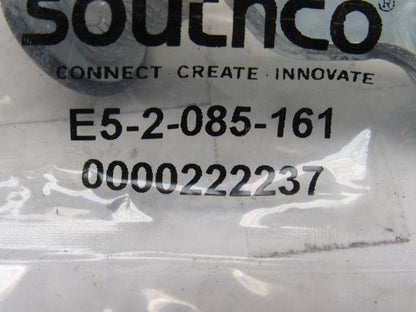 southco®
CONNECT · CREATE · INNOVATE
E5-2-085-161
0000222237